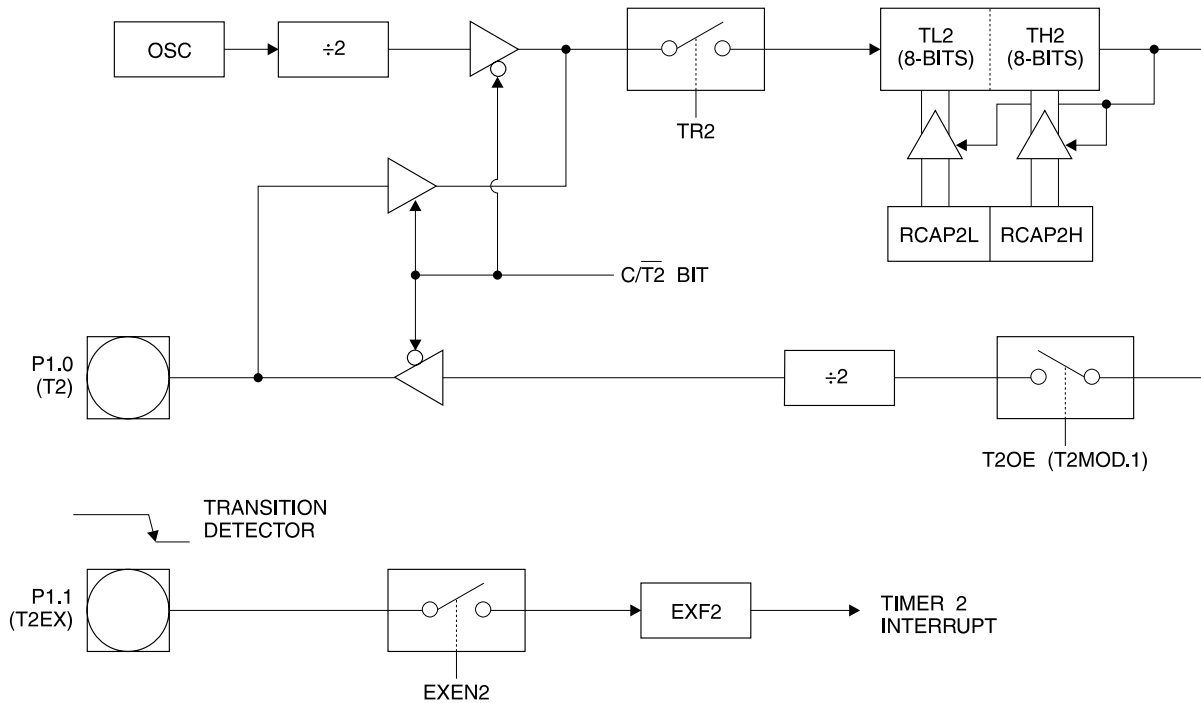 OSC
÷2
TR2
TL2
(8-BITS)
TH2
(8-BITS)
RCAP2L
RCAP2H
C/T2̅ BIT
P1.0
(T2)
÷2
T2OE (T2MOD.1)
TRANSITION
DETECTOR
P1.1
(T2EX)
EXEN2
EXF2
TIMER 2
INTERRUPT